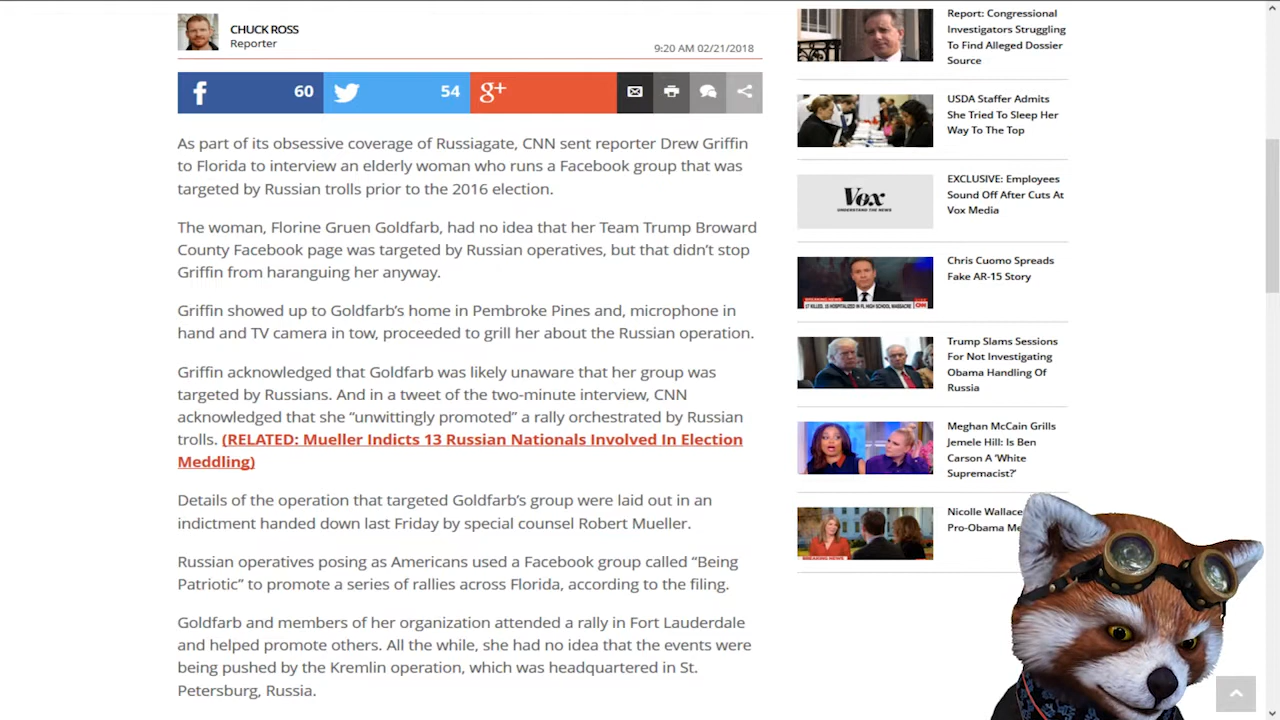 CHUCK ROSS
Reporter
9:20 AM 02/21/2018
60
54
g+
As part of its obsessive coverage of Russiagate, CNN sent reporter Drew Griffin
to Florida to interview an elderly woman who runs a Facebook group that was
targeted by Russian trolls prior to the 2016 election.
The woman, Florine Gruen Goldfarb, had no idea that her Team Trump Broward
County Facebook page was targeted by Russian operatives, but that didn’t stop
Griffin from haranguing her anyway.
Griffin showed up to Goldfarb’s house in Pembroke Pines and, microphone in
hand and TV camera in tow, proceeded to grill her about the Russian operation.
Griffin acknowledged that Goldfarb was likely unaware that her group was
targeted by Russians. And in a tweet of the two-minute interview, CNN
acknowledged that she “unwittingly promoted” a rally orchestrated by Russian
trolls. (RELATED: Mueller Indicts 13 Russian Nationals Involved In Election
Meddling)
Details of the operation that targeted Goldfarb’s group were laid out in an
indictment handed down last Friday by special counsel Robert Mueller.
Russian operatives posing as Americans used a Facebook group called “Being
Patriotic” to promote a series of rallies across Florida, according to the filing.
Goldfarb and members of her organization attended a rally in Fort Lauderdale
and helped promote others. All the while, she had no idea that the events were
being pushed by the Kremlin operation, which was headquartered in St.
Petersburg, Russia.
Report: Congressional
Investigators Struggling
To Find Alleged Dossier
Source
USDA Staffer Admits
She Tried To Sleep Her
Way To The Top
Vox
UNDERSTAND THE NEWS
EXCLUSIVE: Employees
Sound Off After Cuts At
Vox Media
CNN
Chris Cuomo Spreads
Fake AR-15 Story
Trump Slams Sessions
For Not Investigating
Obama Handling Of
Russia
Meghan McCain Grills
Jemele Hill: Is Ben
Carson A ‘White
Supremacist?’
BREAKING NEWS
Nicolle Wallace
Pro-Obama Me